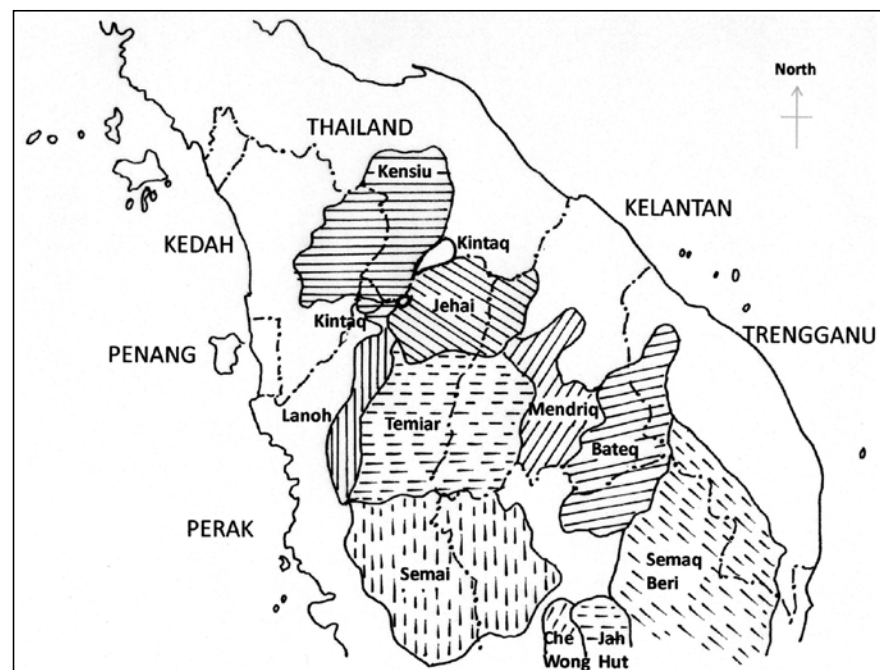 North
THAILAND
Kensiu
KELANTAN
KEDAH
Kintaq
Jehai
Kintaq
TRENGGANU
PENANG
Lanoh
Temiar
Mendriq
Bateq
PERAK
Semai
Semaq
Beri
Che
Wong
Jah
Hut